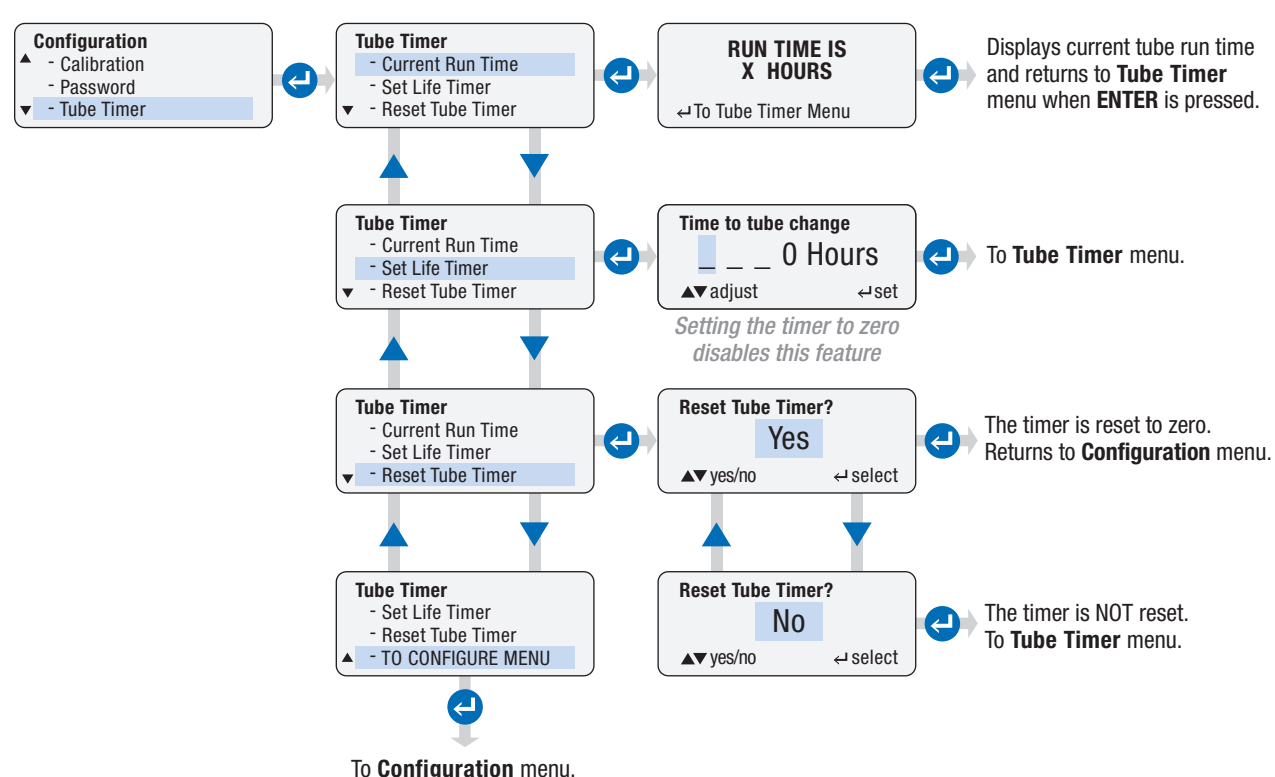 Configuration
- Calibration
- Password
- Tube Timer
Tube Timer
- Current Run Time
- Set Life Timer
- Reset Tube Timer
RUN TIME IS
X HOURS
↵To Tube Timer Menu
Displays current tube run time
and returns to Tube Timer
menu when ENTER is pressed.
Tube Timer
- Current Run Time
- Set Life Timer
- Reset Tube Timer
Time to tube change
_ _ _ 0 Hours
▲▼adjust ↵set
Setting the timer to zero
disables this feature
To Tube Timer menu.
Tube Timer
- Current Run Time
- Set Life Timer
- Reset Tube Timer
Reset Tube Timer?
Yes
▲▼yes/no ↵select
The timer is reset to zero.
Returns to Configuration menu.
Tube Timer
- Set Life Timer
- Reset Tube Timer
- TO CONFIGURE MENU
Reset Tube Timer?
No
▲▼yes/no ↵select
The timer is NOT reset.
To Tube Timer menu.
To Configuration menu.